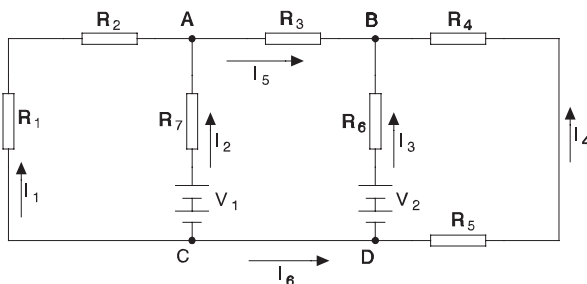 R2 A R3 B R4
I5
R1 R7 I2 R6 I3 I4
I1 V1 V2
R5
C I6 D